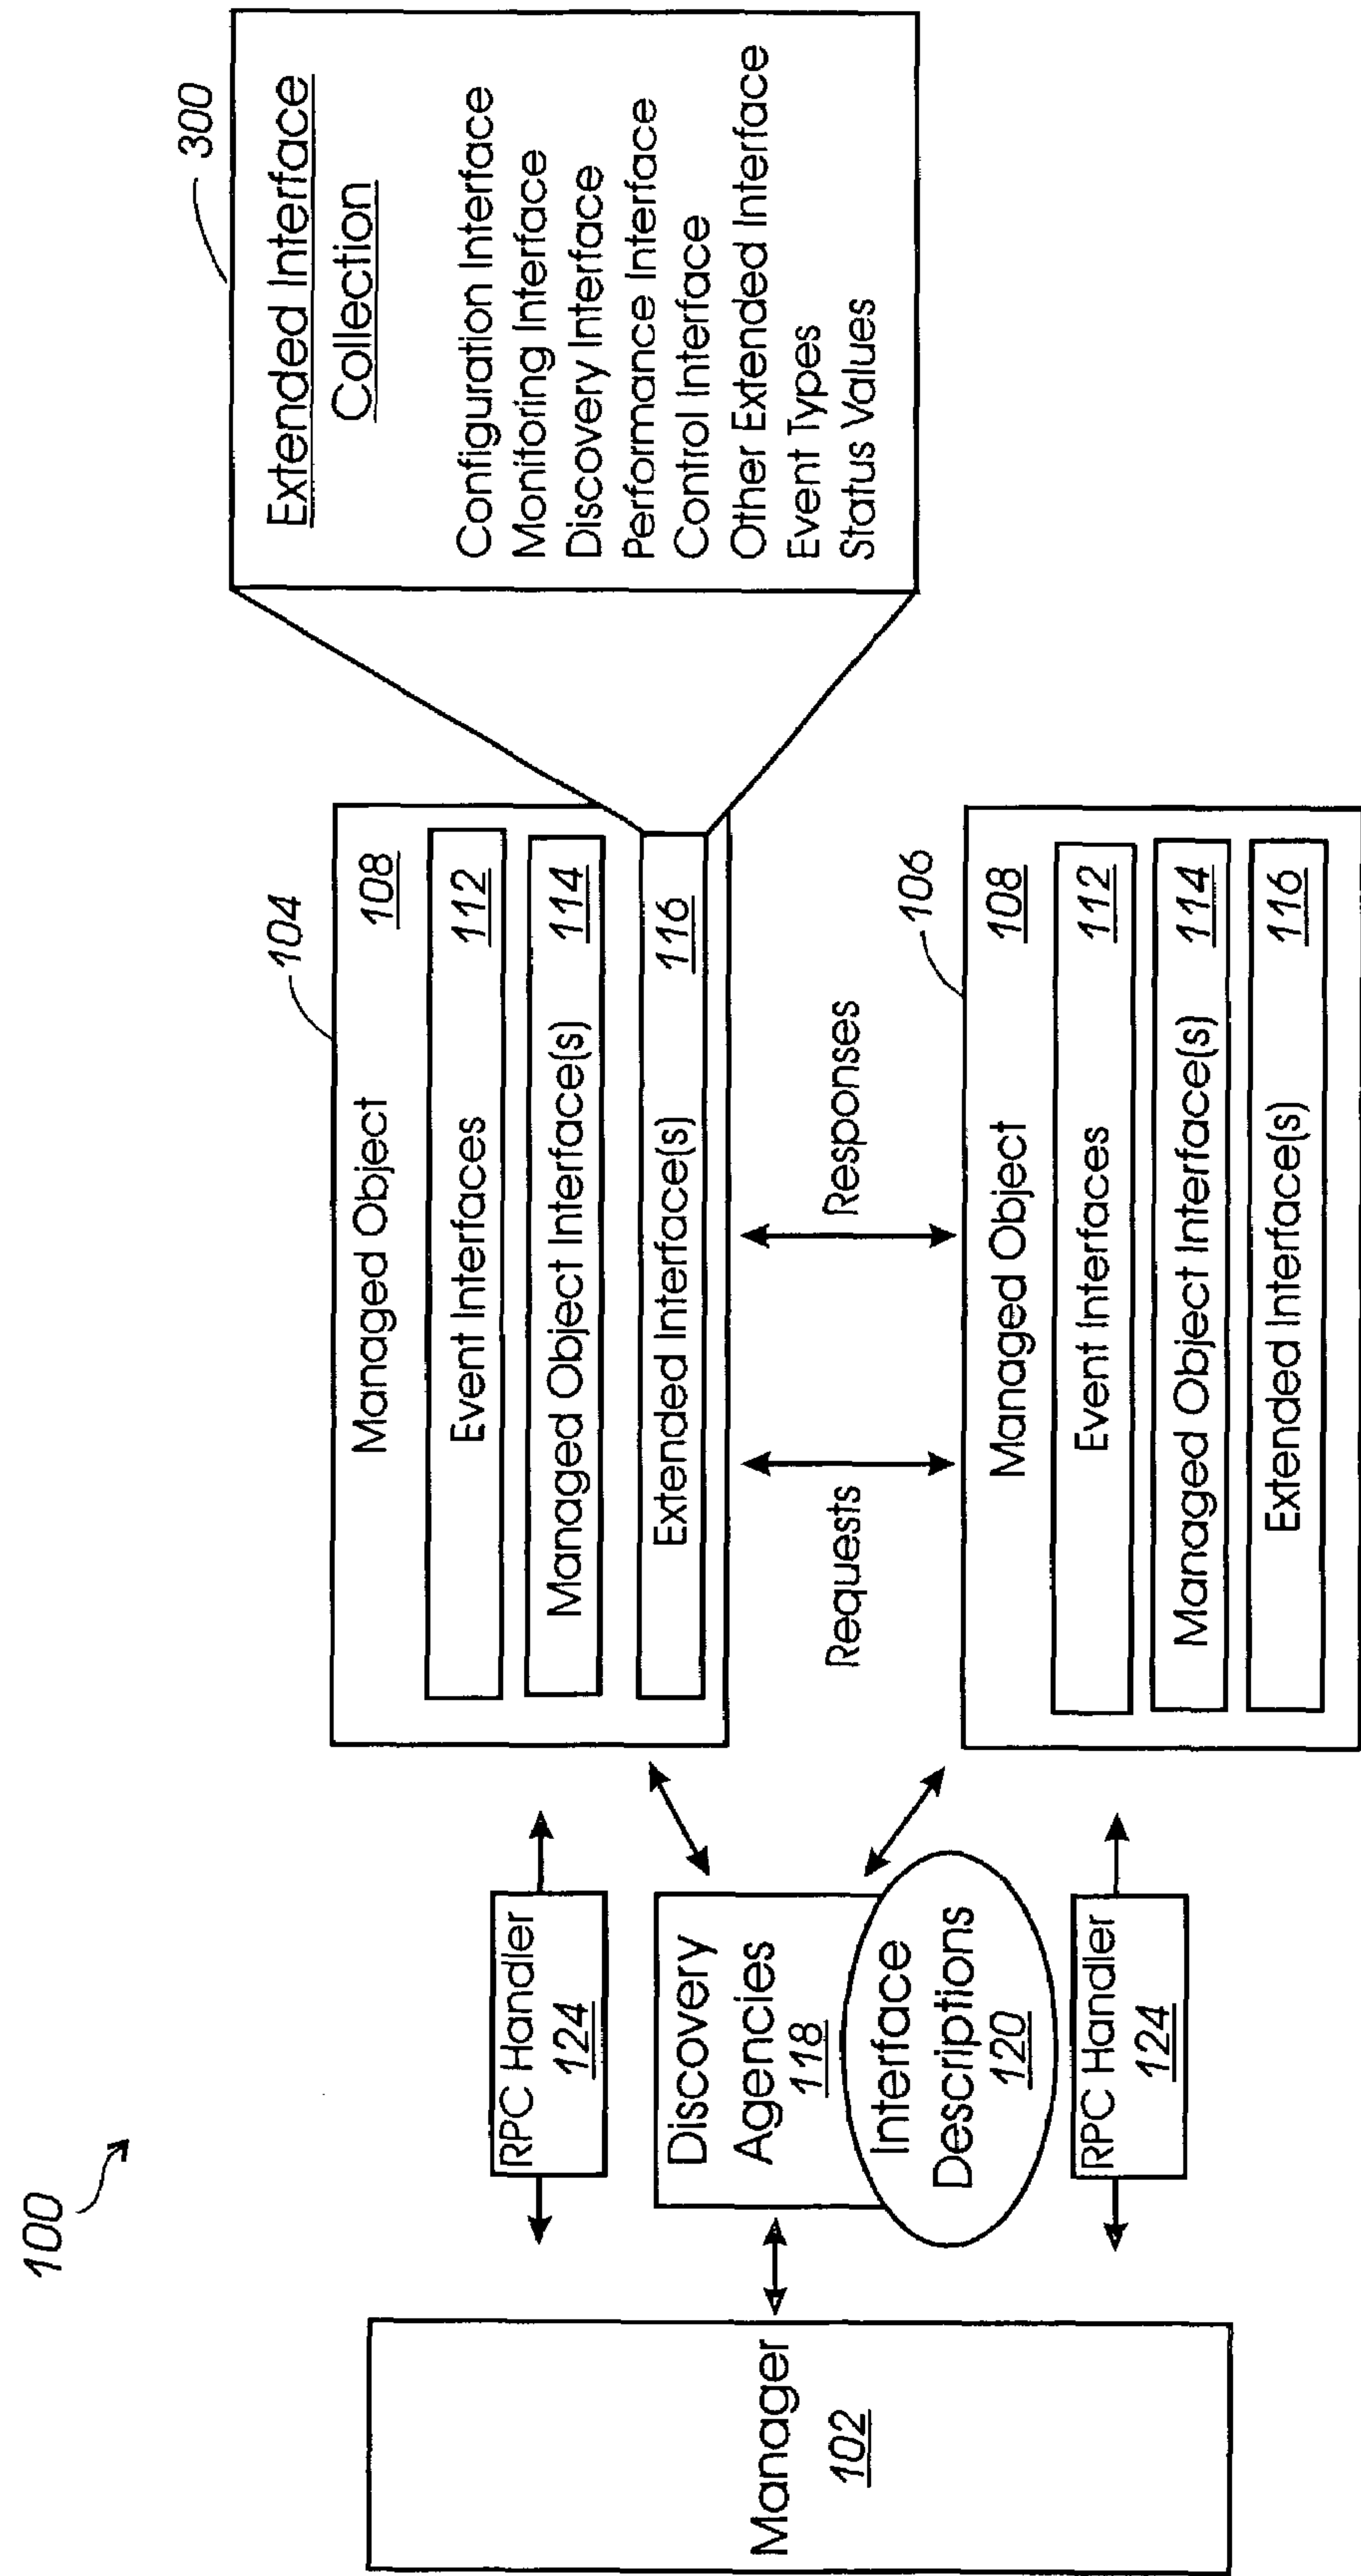 100
Manager
102
RPC Handler
124
Discovery
Agencies
118
Interface
Descriptions
120
RPC Handler
124
104
Managed Object 108
Event Interfaces 112
Managed Object Interface(s) 114
Extended Interface(s) 116
Requests
Responses
106
Managed Object 108
Event Interfaces 112
Managed Object Interface(s) 114
Extended Interface(s) 116
300
Extended Interface
Collection
Configuration Interface
Monitoring Interface
Discovery Interface
Performance Interface
Control Interface
Other Extended Interface
Event Types
Status Values